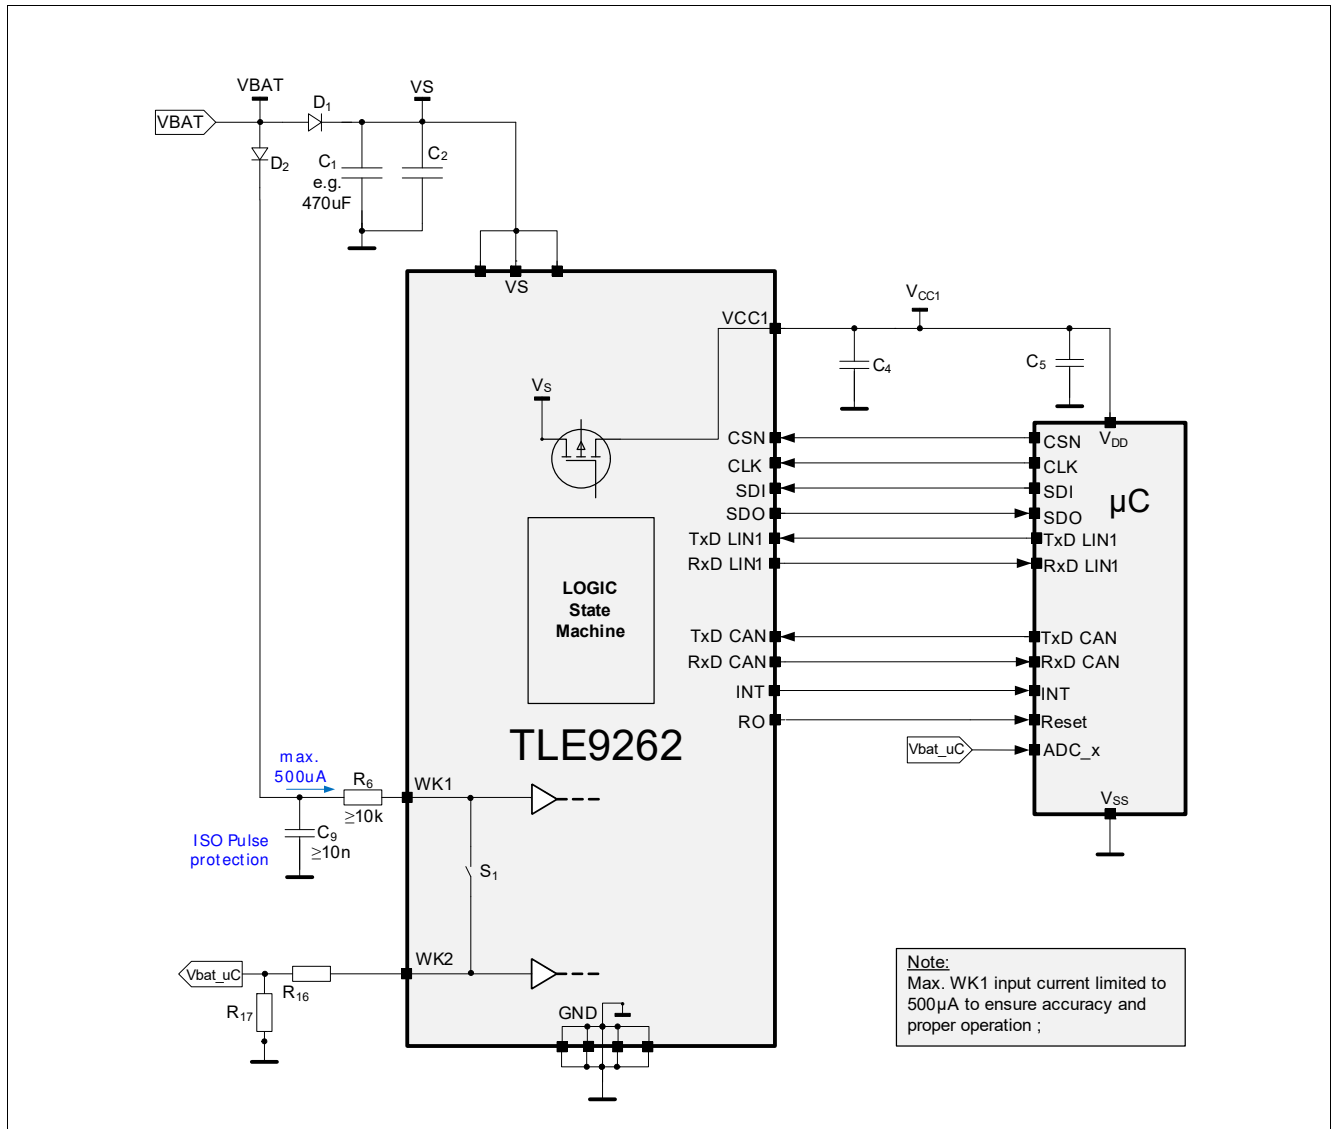 VBAT
VS
VBAT
D1
D2
C1
e.g.
470uF
C2
VS
VCC1
VCC1
C4
C5
VS
VDD
CSN
CLK
SDI
SDO
TxD LIN1
RxD LIN1
TxD CAN
RxD CAN
INT
RO
CSN
CLK
SDI
SDO
TxD LIN1
RxD LIN1
TxD CAN
RxD CAN
INT
Reset
ADC_x
µC
Vbat_uC
VSS
LOGIC
State
Machine
TLE9262
max.
500uA
R6
≥10k
WK1
ISO Pulse
protection
C9
≥10n
S1
WK2
Vbat_uC
R16
R17
GND
Note:
Max. WK1 input current limited to
500µA to ensure accuracy and
proper operation ;